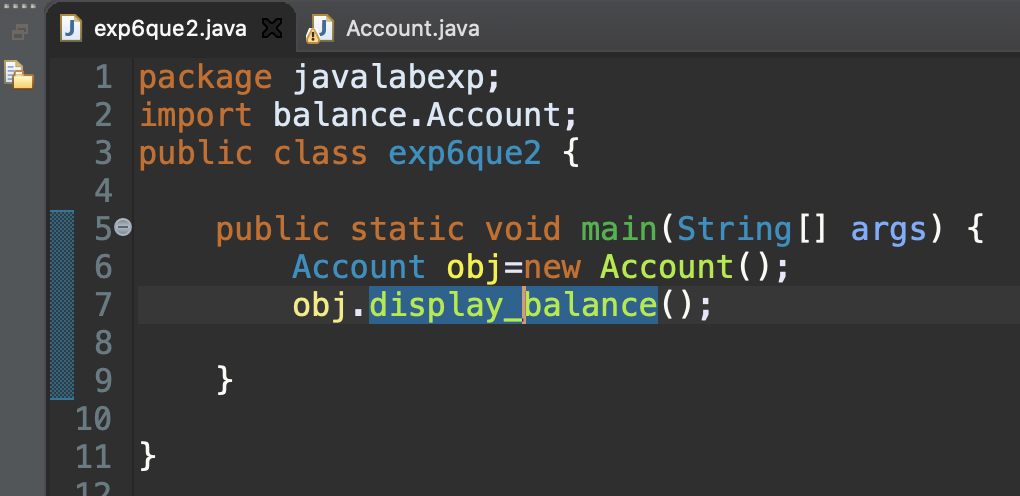 exp6que2.java Account.java
1 package javalabexp;
2 import balance.Account;
3 public class exp6que2 {
4
5 public static void main(String[] args) {
6 Account obj=new Account();
7 obj.display_balance();
8
9 }
10
11 }
12